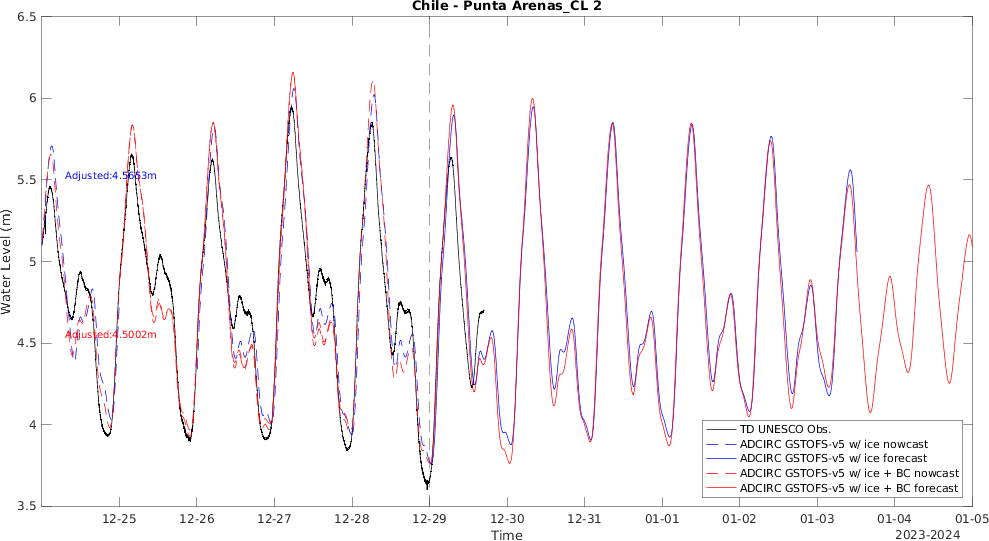 Chile - Punta Arenas_CL 2
Water Level (m)
6.5
6
5.5
5
4.5
4
3.5
Adjusted:4.5653m
Adjusted:4.5002m
TD UNESCO Obs.
ADCIRC GSTOFS-v5 w/ ice nowcast
ADCIRC GSTOFS-v5 w/ ice forecast
ADCIRC GSTOFS-v5 w/ ice + BC nowcast
ADCIRC GSTOFS-v5 w/ ice + BC forecast
12-25 12-26 12-27 12-28 12-29 12-30 12-31 01-01 01-02 01-03 01-04 01-05
Time
2023-2024